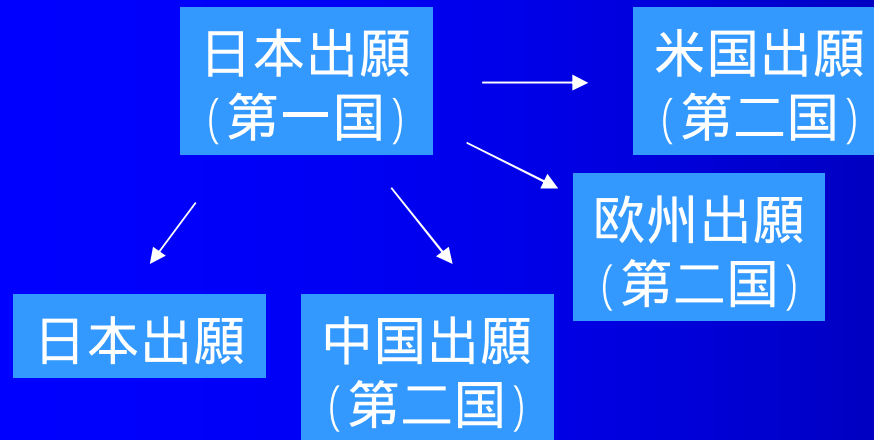 日本出願
(第一国)
米国出願
(第二国)
欧州出願
(第二国)
日本出願
中国出願
(第二国)